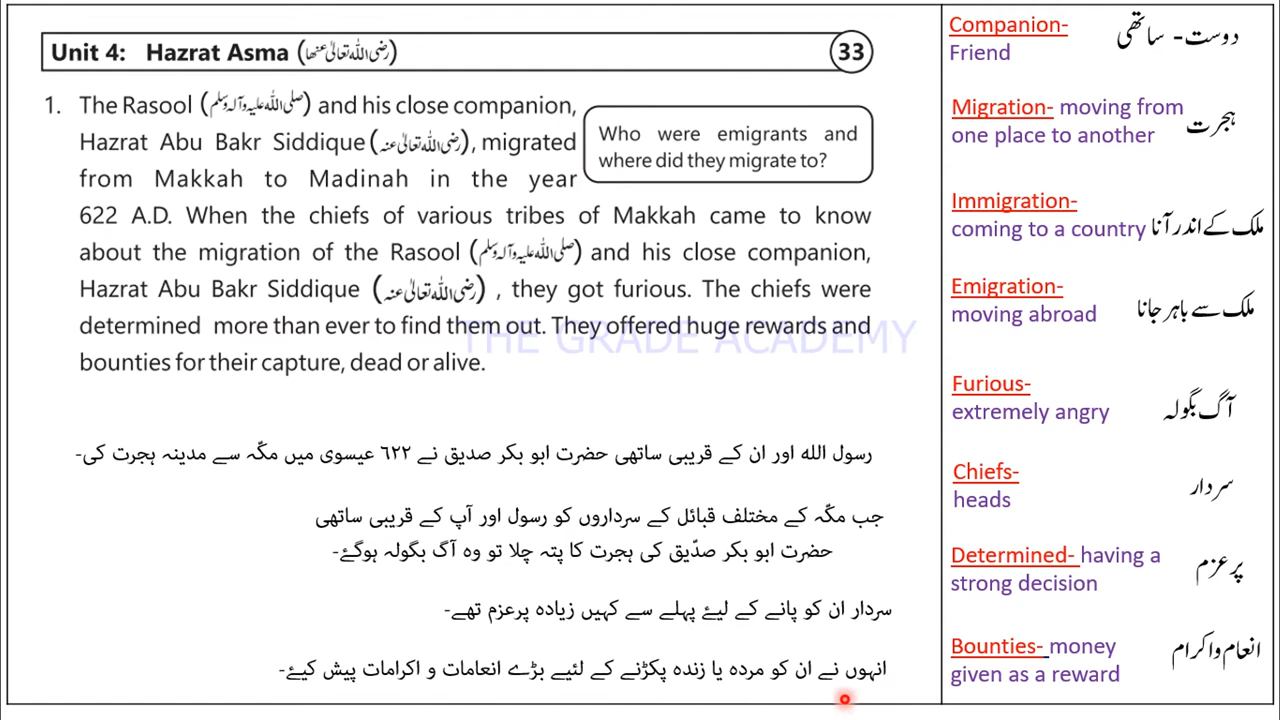 Unit 4: Hazrat Asma (رضی اللہ تعالیٰ عنھا) 33
1. The Rasool (صلی اللہ علیہ وآلہ وسلم) and his close companion,
Hazrat Abu Bakr Siddique (رضی اللہ تعالیٰ عنہ), migrated
from Makkah to Madinah in the year
Who were emigrants and
where did they migrate to?
622 A.D. When the chiefs of various tribes of Makkah came to know
about the migration of the Rasool (صلی اللہ علیہ وآلہ وسلم) and his close companion,
Hazrat Abu Bakr Siddique (رضی اللہ تعالیٰ عنہ) , they got furious. The chiefs were
determined more than ever to find them out. They offered huge rewards and
bounties for their capture, dead or alive.
THE GRADE ACADEMY
رسول الله اور ان کے قریبی ساتھی حضرت ابو بکر صدیق نے ٦٢٢ عیسوی میں مکّہ سے مدینہ ہجرت کی-
جب مکّہ کے مختلف قبائل کے سرداروں کو رسول اور آپ کے قریبی ساتھی
حضرت ابو بکر صدّیق کی ہجرت کا پتہ چلا تو وہ آگ بگولہ ہوگۓ-
سردار ان کو پانے کے لیۓ پہلے سے کہیں زیادہ پرعزم تھے-
انہوں نے ان کو مردہ یا زندہ پکڑنے کے لئیے بڑے انعامات و اکرامات پیش کیۓ-
Companion- دوست - ساتھی
Friend
Migration- moving from
one place to another ہجرت
Immigration-
coming to a country ملک کے اندر آنا
Emigration-
moving abroad ملک سے باہر جانا
Furious-
extremely angry آگ بگولہ
Chiefs-
heads سردار
Determined- having a
strong decision پر عزم
Bounties- money
given as a reward انعام و اکرام